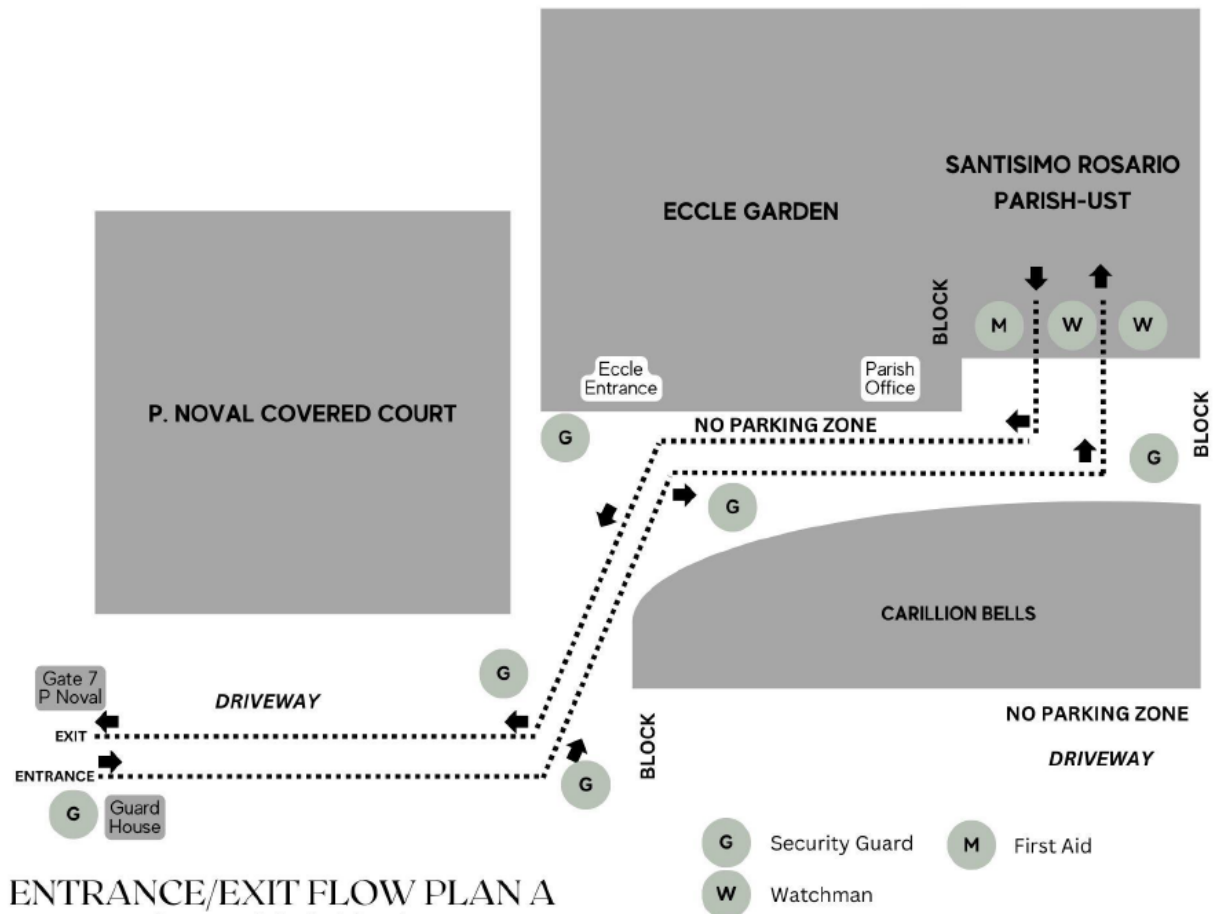 SANTISIMO ROSARIO
PARISH-UST
ECCLE GARDEN
BLOCK
M
W
W
Eccle
Entrance
Parish
Office
P. NOVAL COVERED COURT
G
NO PARKING ZONE
BLOCK
G
G
CARILLION BELLS
G
Gate 7
P Noval
DRIVEWAY
EXIT
ENTRANCE
G
Guard
House
G
BLOCK
NO PARKING ZONE
DRIVEWAY
G Security Guard
M First Aid
W Watchman
ENTRANCE/EXIT FLOW PLAN A